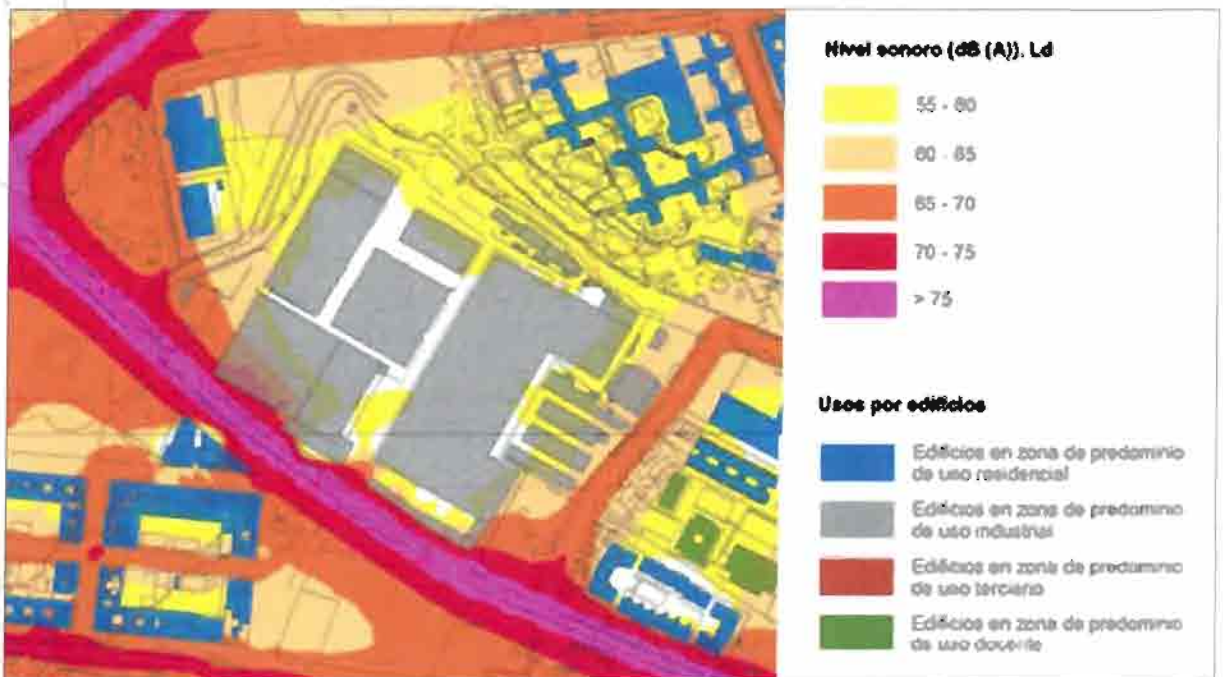 Nivel sonoro (dB (A)). Ld
55 - 60
60 - 65
65 - 70
70 - 75
> 75
Usos por edificios
Edificios en zona de predominio
de uso residencial
Edificios en zona de predominio
de uso industrial
Edificios en zona de predominio
de uso terciario
Edificios en zona de predominio
de uso docente